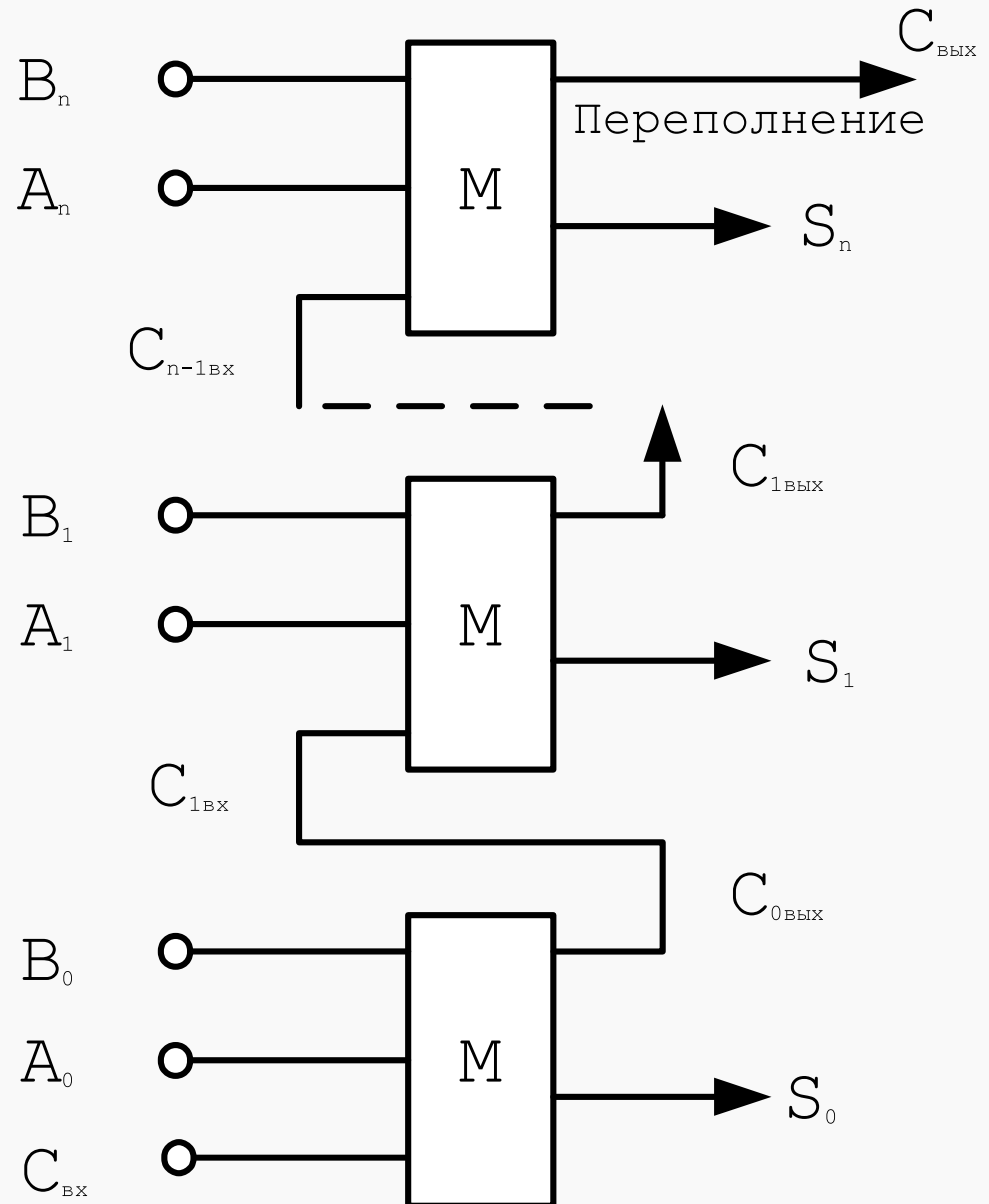 Cвых
Bn
Переполнение
An
M
Sn
Cn-1вх
C1вых
B1
A1
M
S1
C1вх
C0вых
B0
A0
M
S0
Cвх